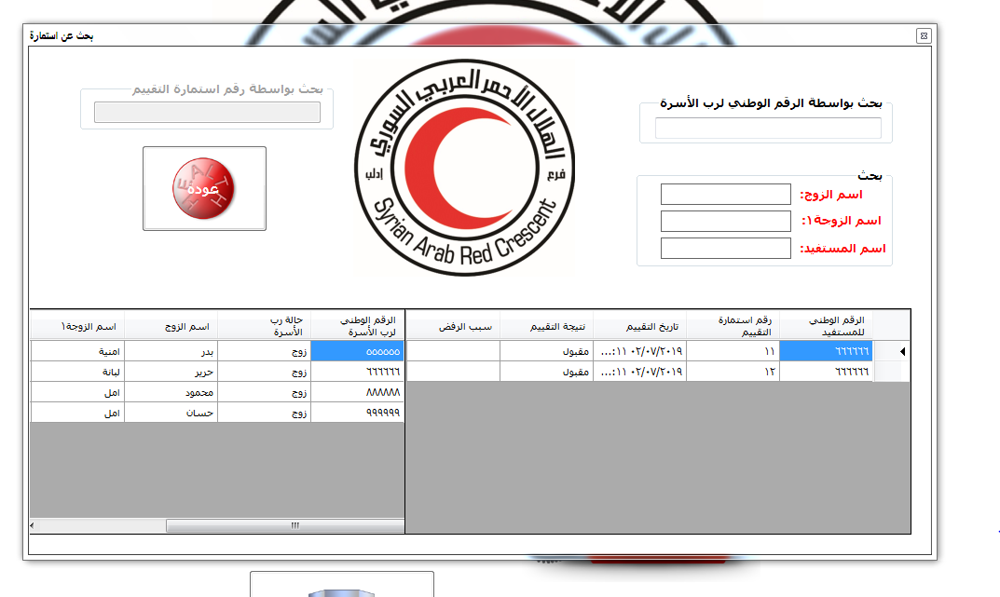 بحث عن استمارة
بحث بواسطة الرقم الوطني لرب الأسرة
بحث
اسم الزوج:
اسم الزوجة١:
اسم المستفيد:
الهلال الأحمر العربي السوري
فرع إدلب
Syrian Arab Red Crescent
بحث بواسطة رقم استمارة التقييم
HEALTH
عودة
الرقم الوطني للمستفيد رقم استمارة التقييم تاريخ التقييم نتيجة التقييم سبب الرفض
٦٦٦٦٦٦ ١١ ٠٢/٠٧/٢٠١٩ ١١:... مقبول
٦٦٦٦٦٦ ١٢ ٠٢/٠٧/٢٠١٩ ١١:... مقبول
الرقم الوطني لرب الأسرة حالة رب الأسرة اسم الزوج اسم الزوجة١
٥٥٥٥٥٥ زوج بدر امنية
٦٦٦٦٦٦ زوج حرير لبانة
٨٨٨٨٨٨ زوج محمود امل
٩٩٩٩٩٩ زوج حسان امل